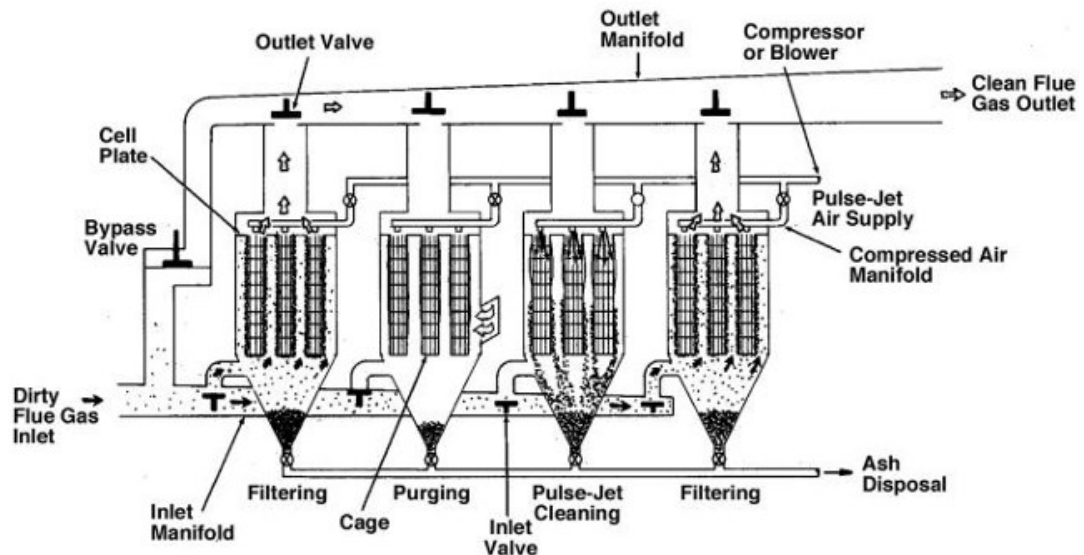 Outlet Valve
Outlet
Manifold
Compressor
or Blower
Clean Flue
Gas Outlet
Cell
Plate
Bypass
Valve
Pulse-Jet
Air Supply
Compressed Air
Manifold
Dirty
Flue Gas
Inlet
Inlet
Manifold
Filtering
Cage
Purging
Pulse-Jet
Cleaning
Inlet
Valve
Filtering
Ash
Disposal